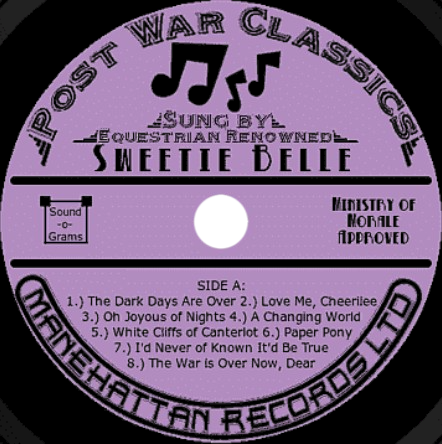 Post War Classics
Sung by
Equestrian Renowned
Sweetie Belle
Sound
-o-
Grams
Ministry of
Morale
Approved
SIDE A:
1.) The Dark Days Are Over 2.) Love Me, Cheerilee
3.) Oh Joyous of Nights 4.) A Changing World
5.) White Cliffs of Canterlot 6.) Paper Pony
7.) I'd Never of Known It'd Be True
8.) The War is Over Now, Dear
Manehattan Records Ltd